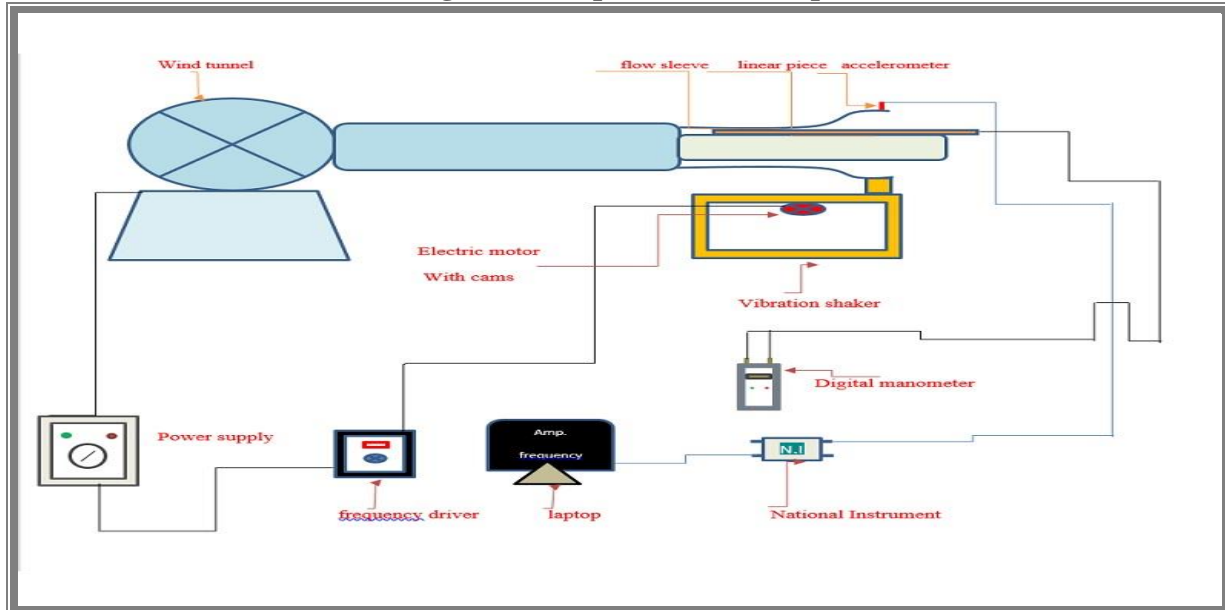 Wind tunnel
flow sleeve
linear piece
accelerometer
Electric motor
With cams
Vibration shaker
Digital manometer
Power supply
Amp.
frequency
N.I
frequency driver
laptop
National Instrument